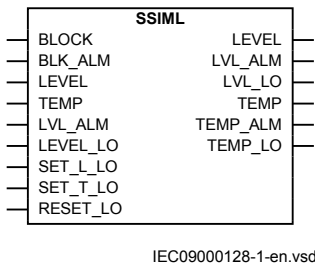 SSIML
BLOCK LEVEL
BLK_ALM LVL_ALM
LEVEL LVL_LO
TEMP TEMP
LVL_ALM TEMP_ALM
LEVEL_LO TEMP_LO
SET_L_LO
SET_T_LO
RESET_LO
IEC09000128-1-en.vsd